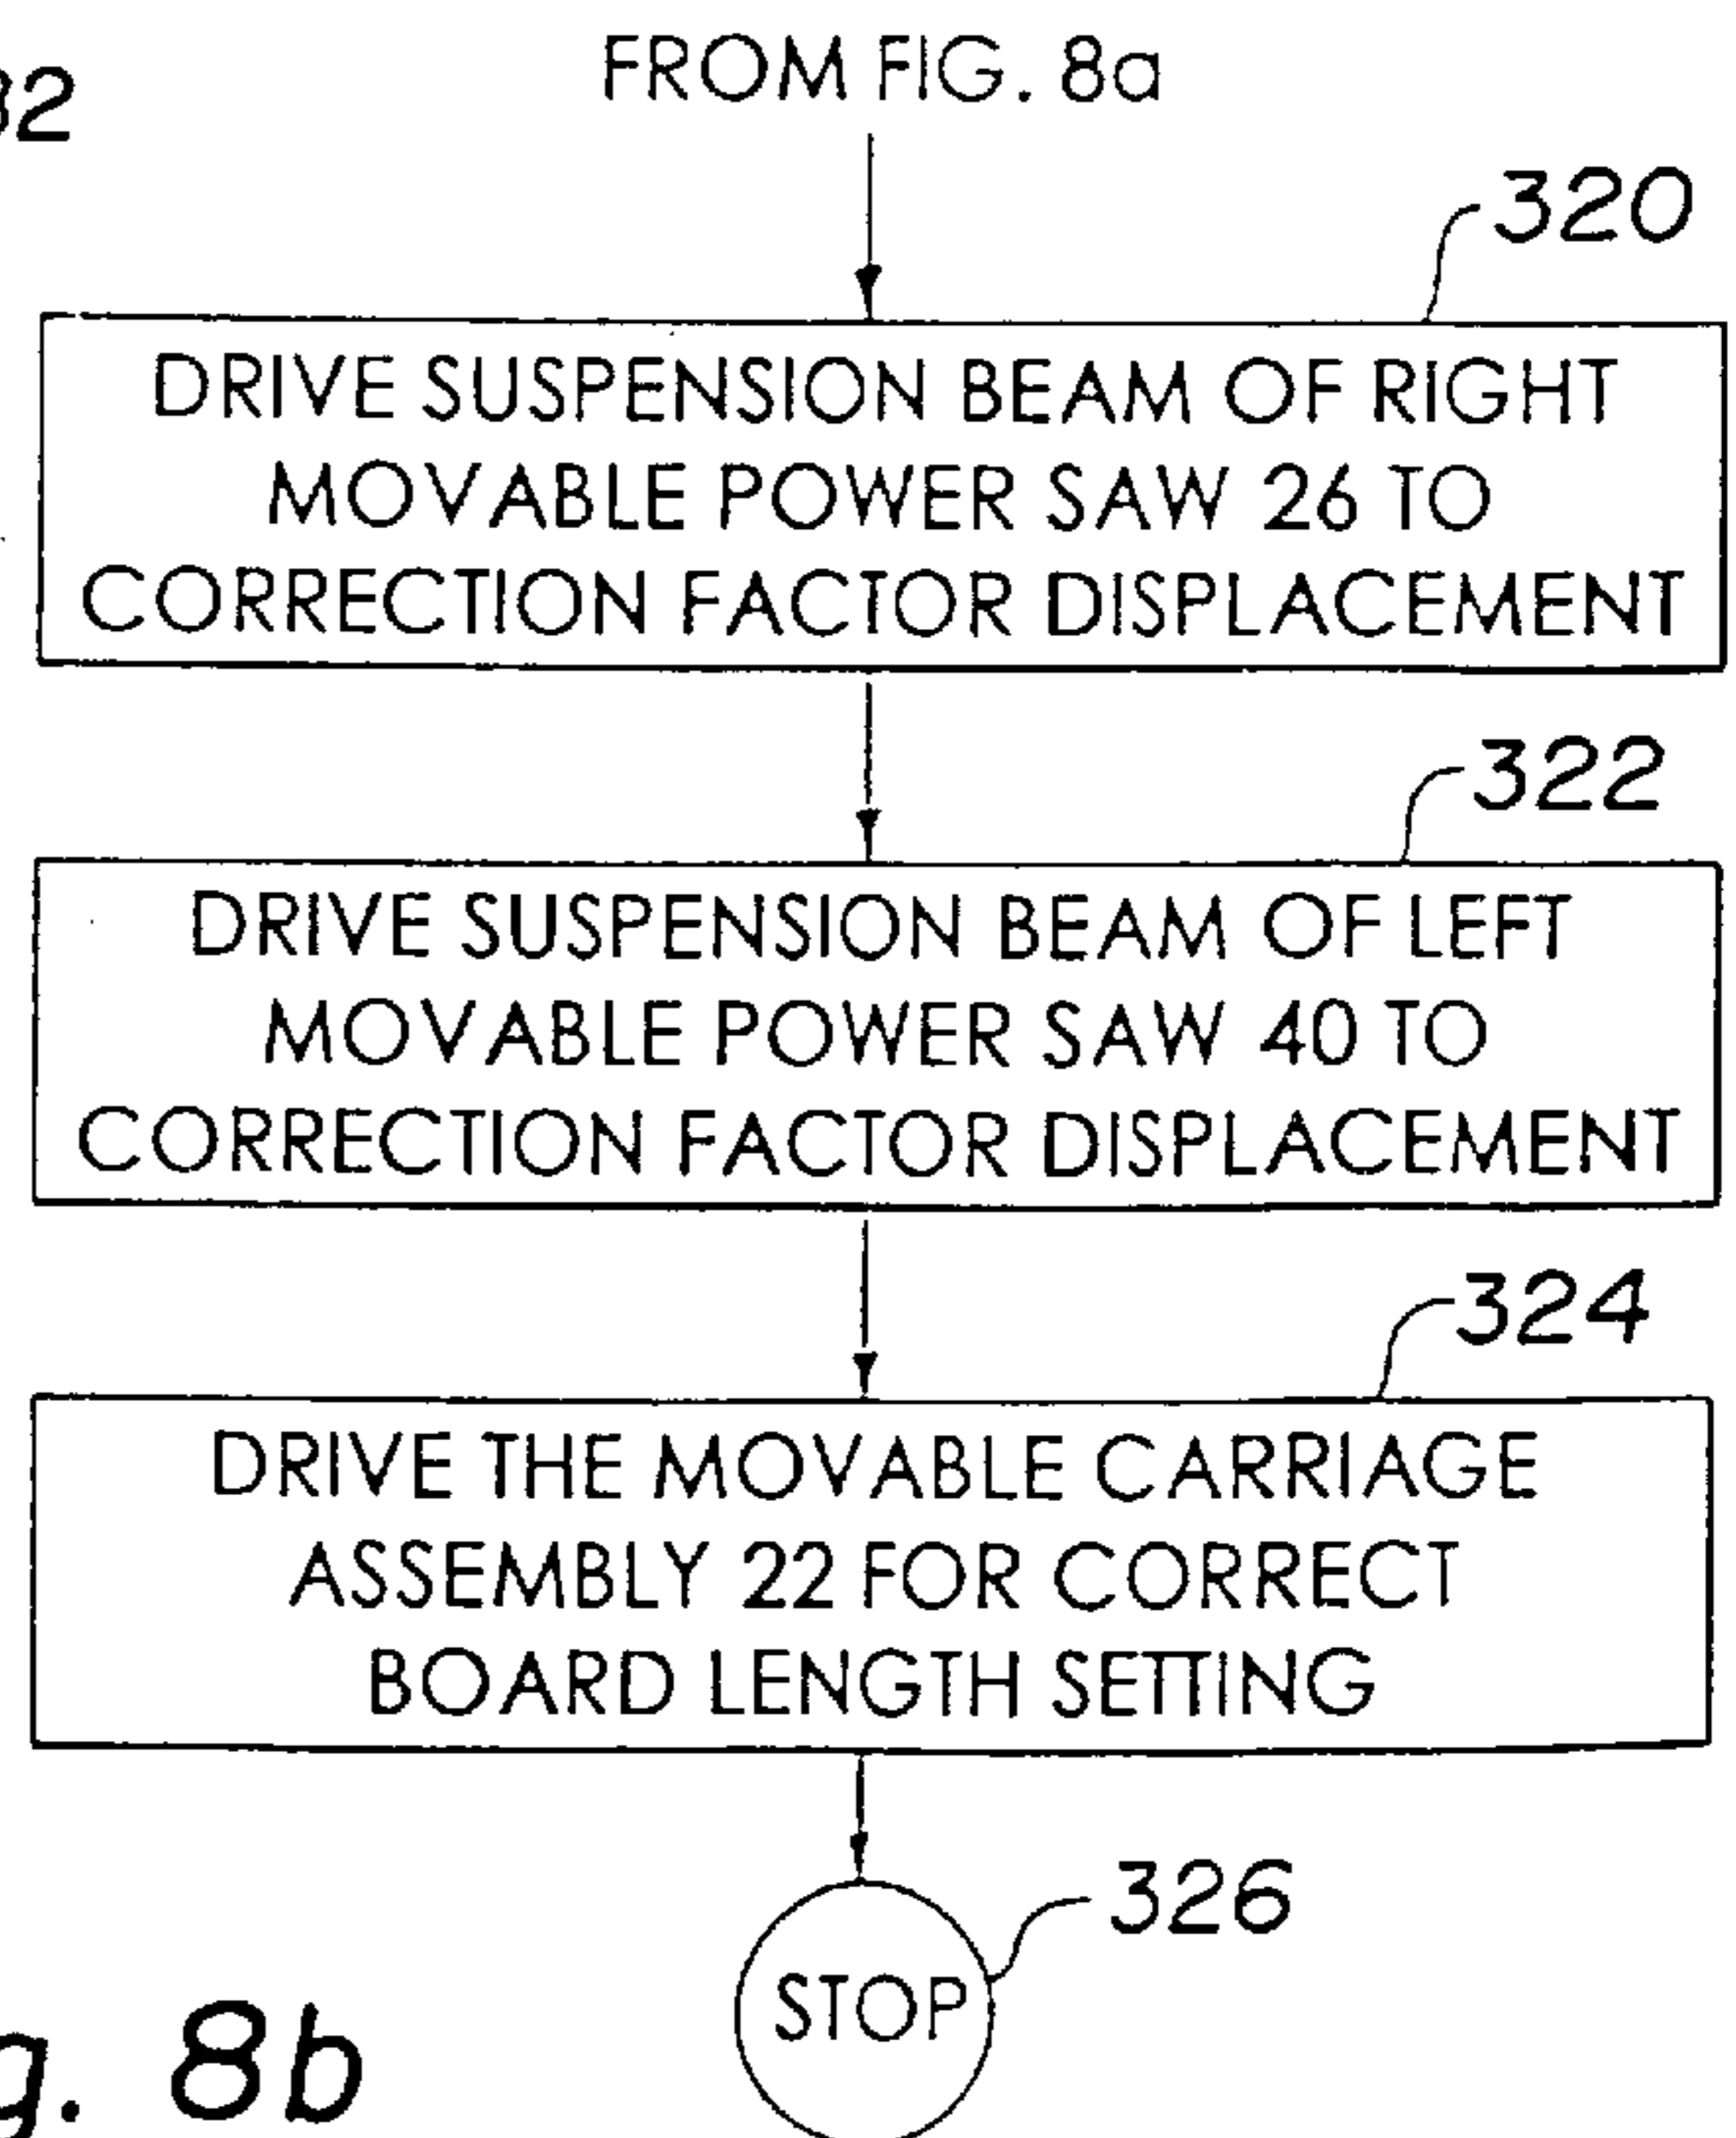 FROM FIG. 8a
320
DRIVE SUSPENSION BEAM OF RIGHT
MOVABLE POWER SAW 26 TO
CORRECTION FACTOR DISPLACEMENT
322
DRIVE SUSPENSION BEAM OF LEFT
MOVABLE POWER SAW 40 TO
CORRECTION FACTOR DISPLACEMENT
324
DRIVE THE MOVABLE CARRIAGE
ASSEMBLY 22 FOR CORRECT
BOARD LENGTH SETTING
326
STOP
8b